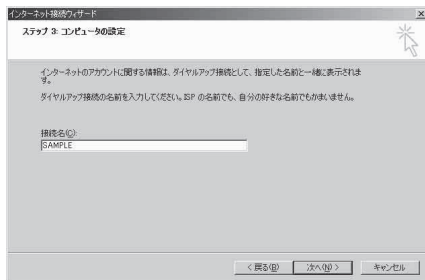 インターネット接続ウィザード
ステップ 3: コンピュータの設定
インターネットのアカウントに関する情報は、ダイヤルアップ接続として、指定した名前と一緒に表示されま
す。
ダイヤルアップ接続の名前を入力してください。ISP の名前でも、自分の好きな名前でもかまいません。
接続名(C):
SAMPLE
< 戻る(B)
次へ(N) >
キャンセル